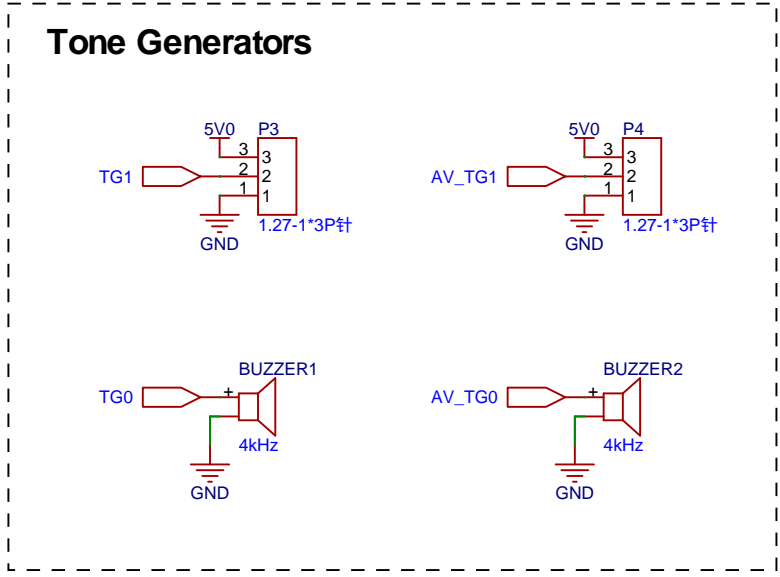 Tone Generators
5V0 P3
3 3
TG1 2 2
1 1
GND 1.27-1*3P针
5V0 P4
3 3
AV_TG1 2 2
1 1
GND 1.27-1*3P针
BUZZER1
TG0 +
4kHz
GND
BUZZER2
AV_TG0 +
4kHz
GND